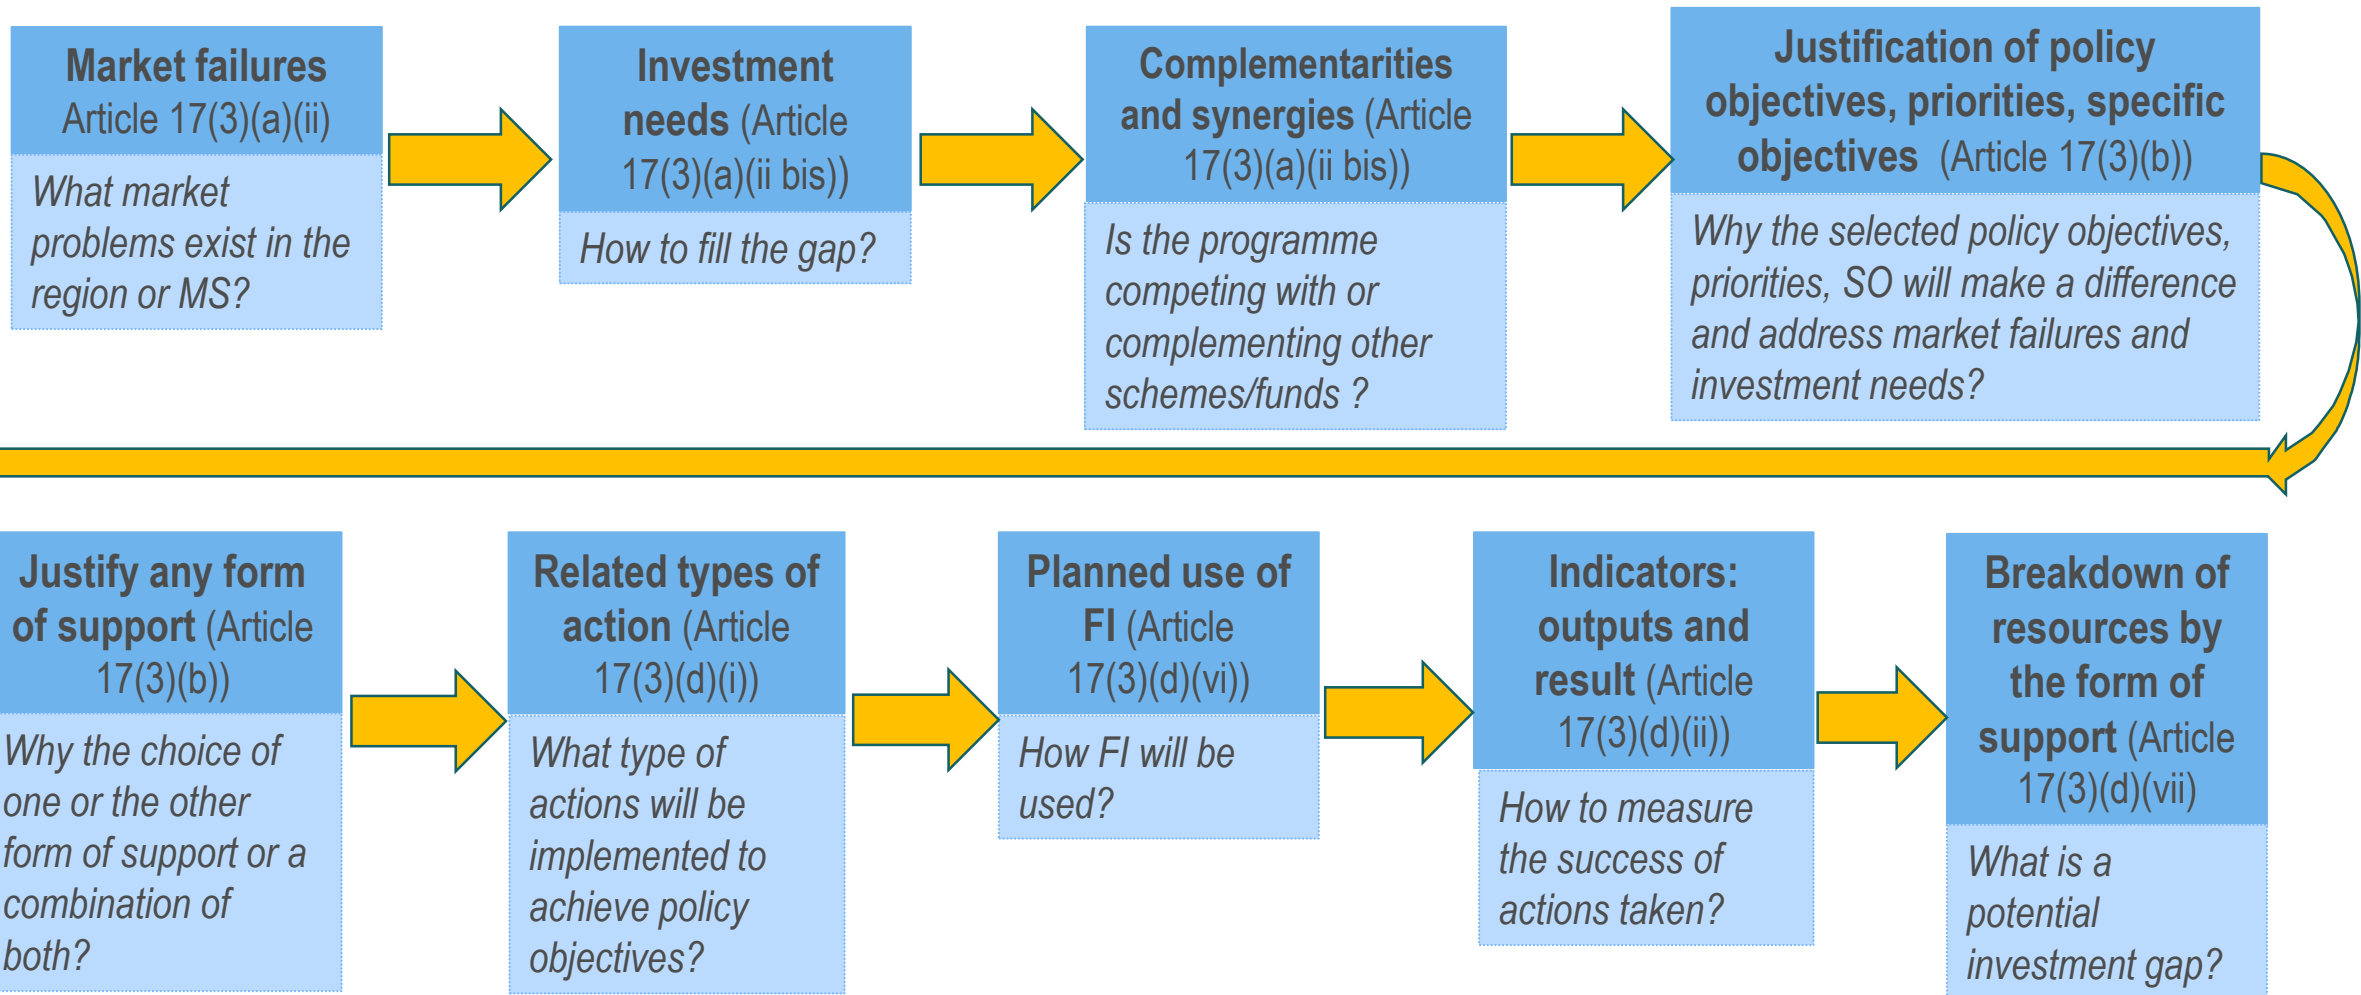 Market failures
Article 17(3)(a)(ii)
What market
problems exist in the
region or MS?
Investment
needs (Article
17(3)(a)(ii bis))
How to fill the gap?
Complementarities
and synergies (Article
17(3)(a)(ii bis))
Is the programme
competing with or
complementing other
schemes/funds ?
Justification of policy
objectives, priorities, specific
objectives (Article 17(3)(b))
Why the selected policy objectives,
priorities, SO will make a difference
and address market failures and
investment needs?
Justify any form
of support (Article
17(3)(b))
Why the choice of
one or the other
form of support or a
combination of
both?
Related types of
action (Article
17(3)(d)(i))
What type of
actions will be
implemented to
achieve policy
objectives?
Planned use of
FI (Article
17(3)(d)(vi))
How FI will be
used?
Indicators:
outputs and
result (Article
17(3)(d)(ii))
How to measure
the success of
actions taken?
Breakdown of
resources by
the form of
support (Article
17(3)(d)(vii)
What is a
potential
investment gap?